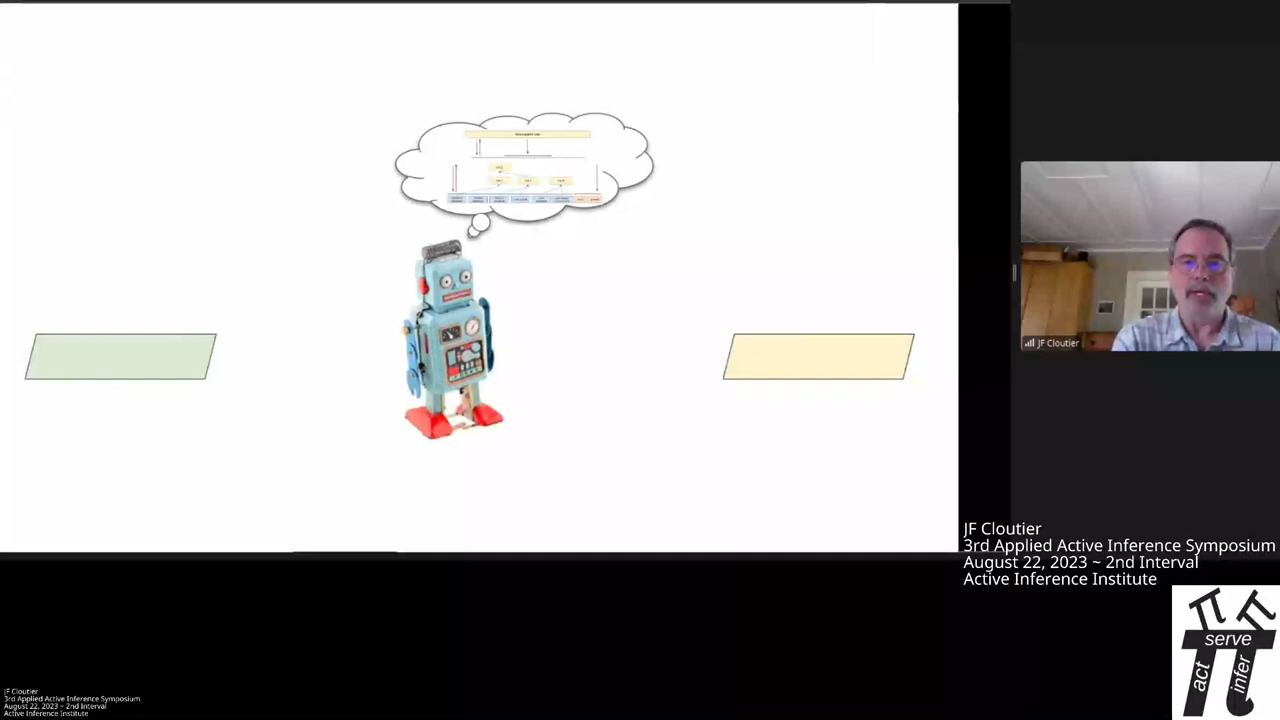 JF Cloutier
JF Cloutier
3rd Applied Active Inference Symposium
August 22, 2023 ~ 2nd Interval
Active Inference Institute
serve
act
infer
JF Cloutier
3rd Applied Active Inference Symposium
August 22, 2023 ~ 2nd Interval
Active Inference Institute